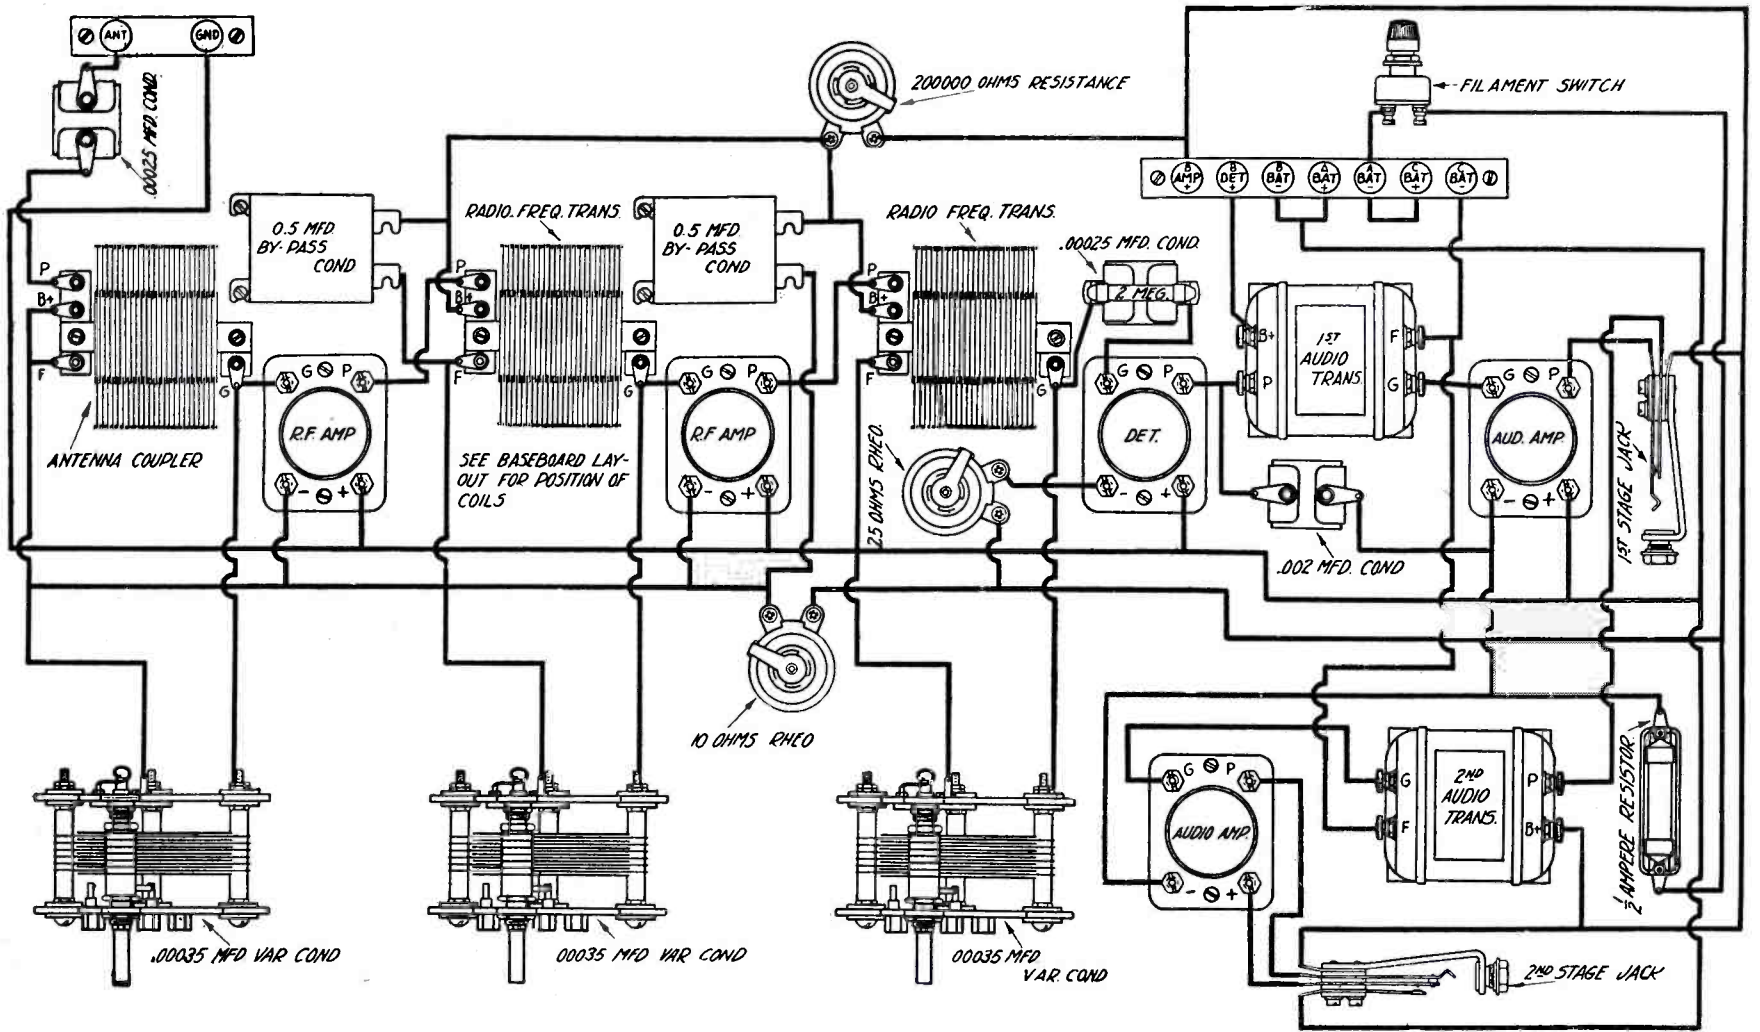 ANT
GND
.00025 MFD. COND.
200000 OHMS RESISTANCE
FILAMENT SWITCH
B
AMP
+
B
DET
+
B
BAT
-
A
BAT
+
A
BAT
-
C
BAT
+
C
BAT
-
0.5 MFD
BY-PASS
COND
RADIO. FREQ. TRANS.
0.5 MFD
BY-PASS
COND
RADIO FREQ. TRANS.
.00025 MFD. COND.
2 MEG.
P
B+
F
G
P
B+
F
G
P
B+
F
G
ANTENNA COUPLER
G P
R.F. AMP
- +
SEE BASEBOARD LAY-
OUT FOR POSITION OF
COILS
G P
R.F AMP
- +
25 OHMS RHEO.
G P
DET.
- +
B+
P
1ST
AUDIO
TRANS.
F
G
G P
AUD. AMP.
- +
1ST STAGE JACK
.002 MFD. COND
10 OHMS RHEO
G P
AUDIO AMP.
- +
G
F
2ND
AUDIO
TRANS.
P
B+
1/2 AMPERE RESISTOR.
.00035 MFD VAR COND
00035 MFD VAR COND
00035 MFD
VAR. COND
2ND STAGE JACK